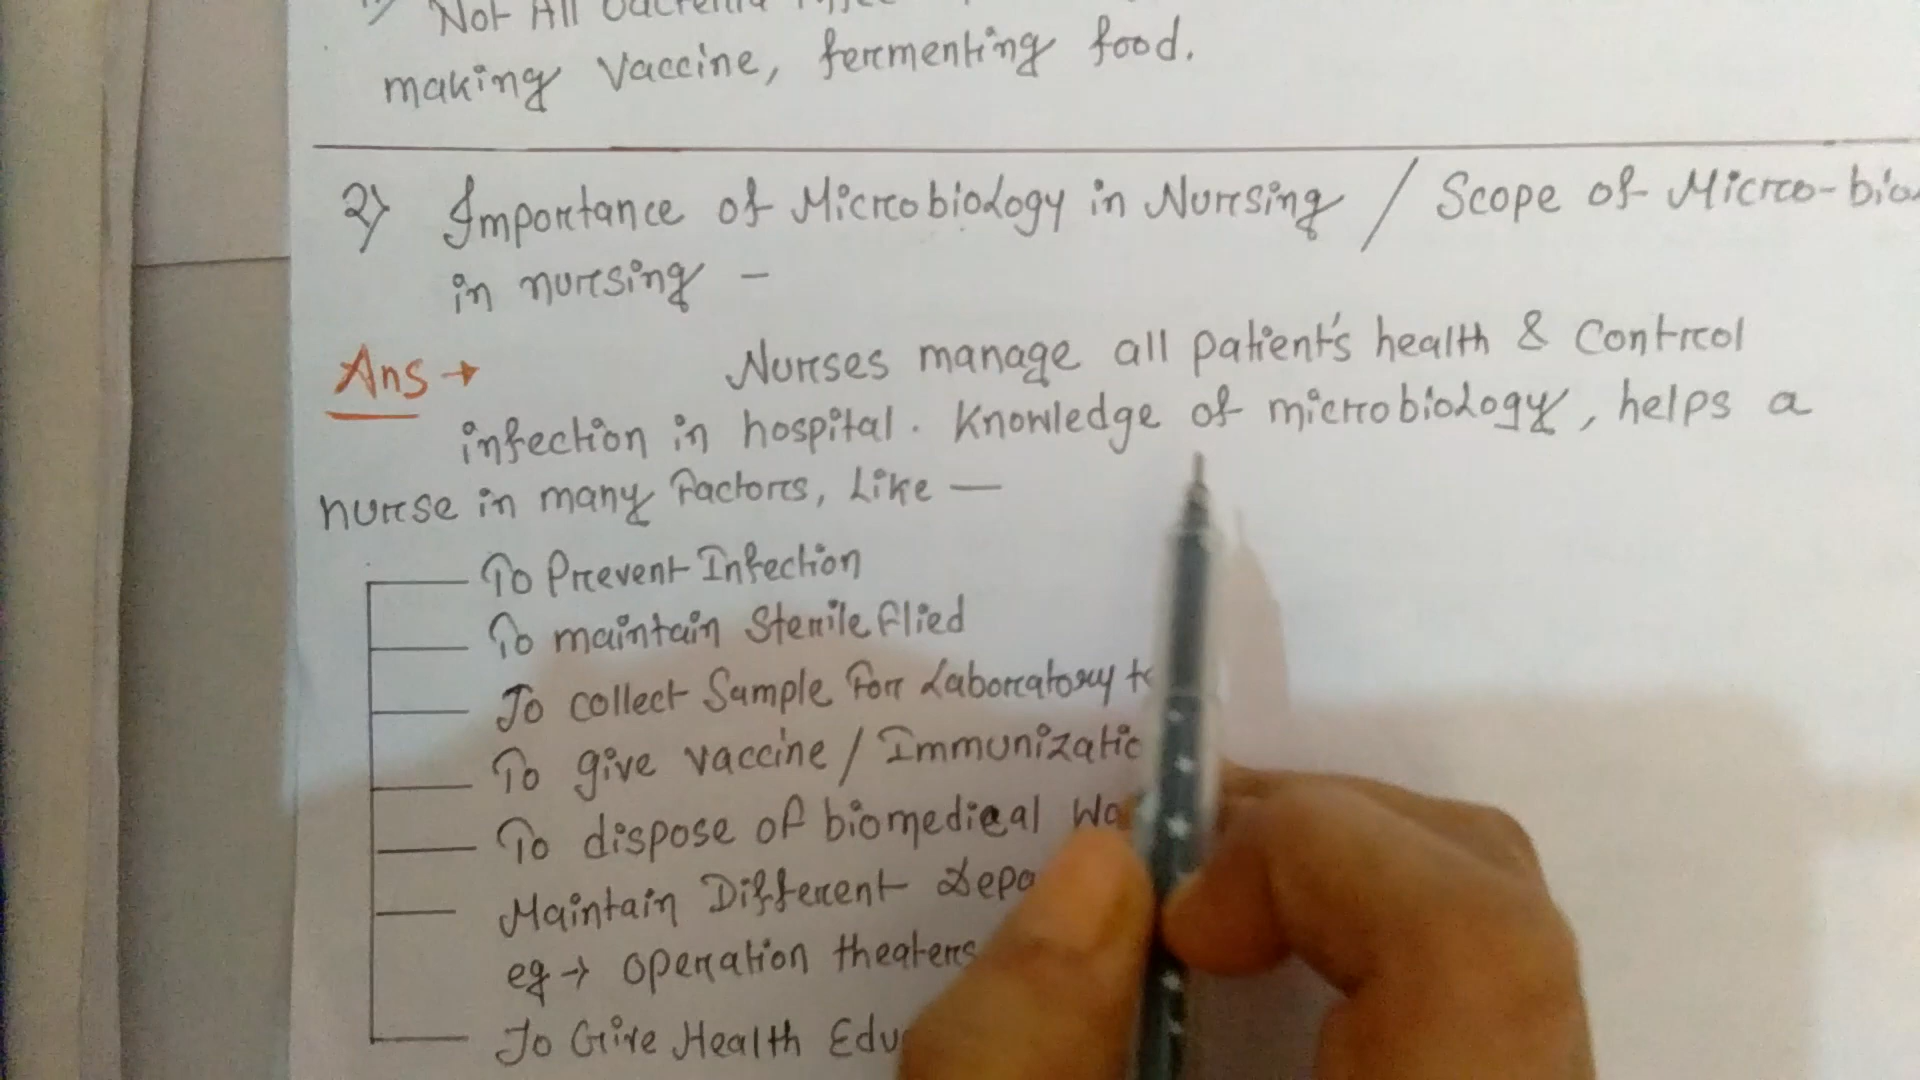 Not All
making Vaccine, fermenting food.
2) Importance of Microbiology in Nursing / Scope of Micro-bio
in nursing -
Ans → Nurses manage all patient's health & Control
infection in hospital. Knowledge of microbiology, helps a
nurse in many Factors, Like —
To Prevent Infection
To maintain Sterile flied
To collect Sample For Laboratory
To give vaccine / Immunizatio
To dispose of biomedical Wa
Maintain Different Depa
eg → Operation theaters
To Give Health Edu